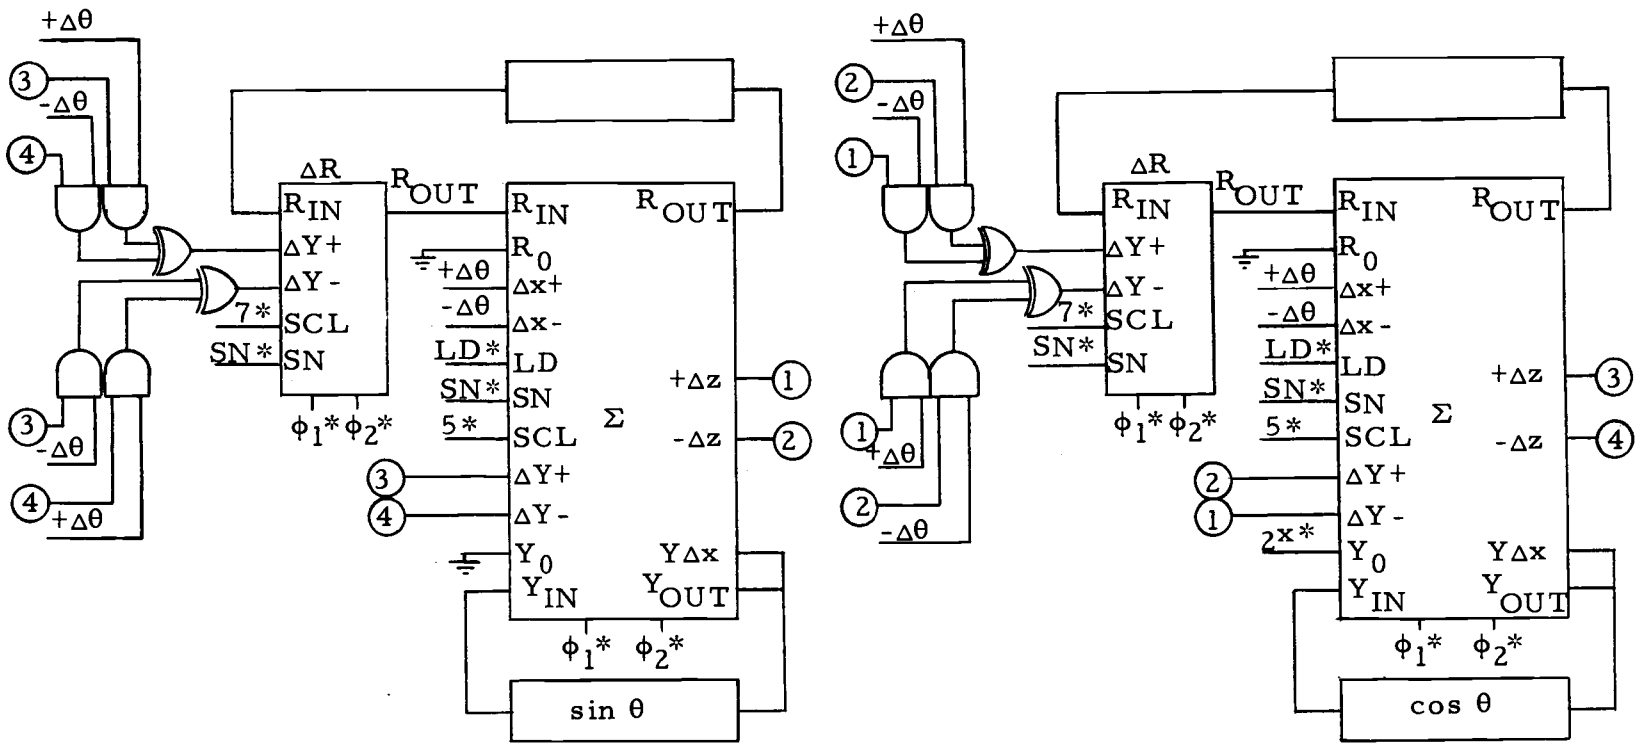 +Δθ
3
-Δθ
4
ΔR
R_IN
ΔY+
ΔY-
7* SCL
SN* SN
ϕ1* ϕ2*
3
-Δθ
4
+Δθ
R_OUT
R_IN R_OUT
R_0
+Δθ Δx+
-Δθ Δx-
LD* LD
SN* SN
5* SCL
3 ΔY+
4 ΔY-
Y_0
Y_IN
Σ
+Δz 1
-Δz 2
YΔx
Y_OUT
ϕ1* ϕ2*
sin θ
+Δθ
2
-Δθ
1
ΔR
R_IN
ΔY+
ΔY-
7* SCL
SN* SN
ϕ1* ϕ2*
1
+Δθ
2
-Δθ
R_OUT
R_IN R_OUT
R_0
+Δθ Δx+
-Δθ Δx-
LD* LD
SN* SN
5* SCL
2 ΔY+
1 ΔY-
2x* Y_0
Y_IN
Σ
+Δz 3
-Δz 4
YΔx
Y_OUT
ϕ1* ϕ2*
cos θ